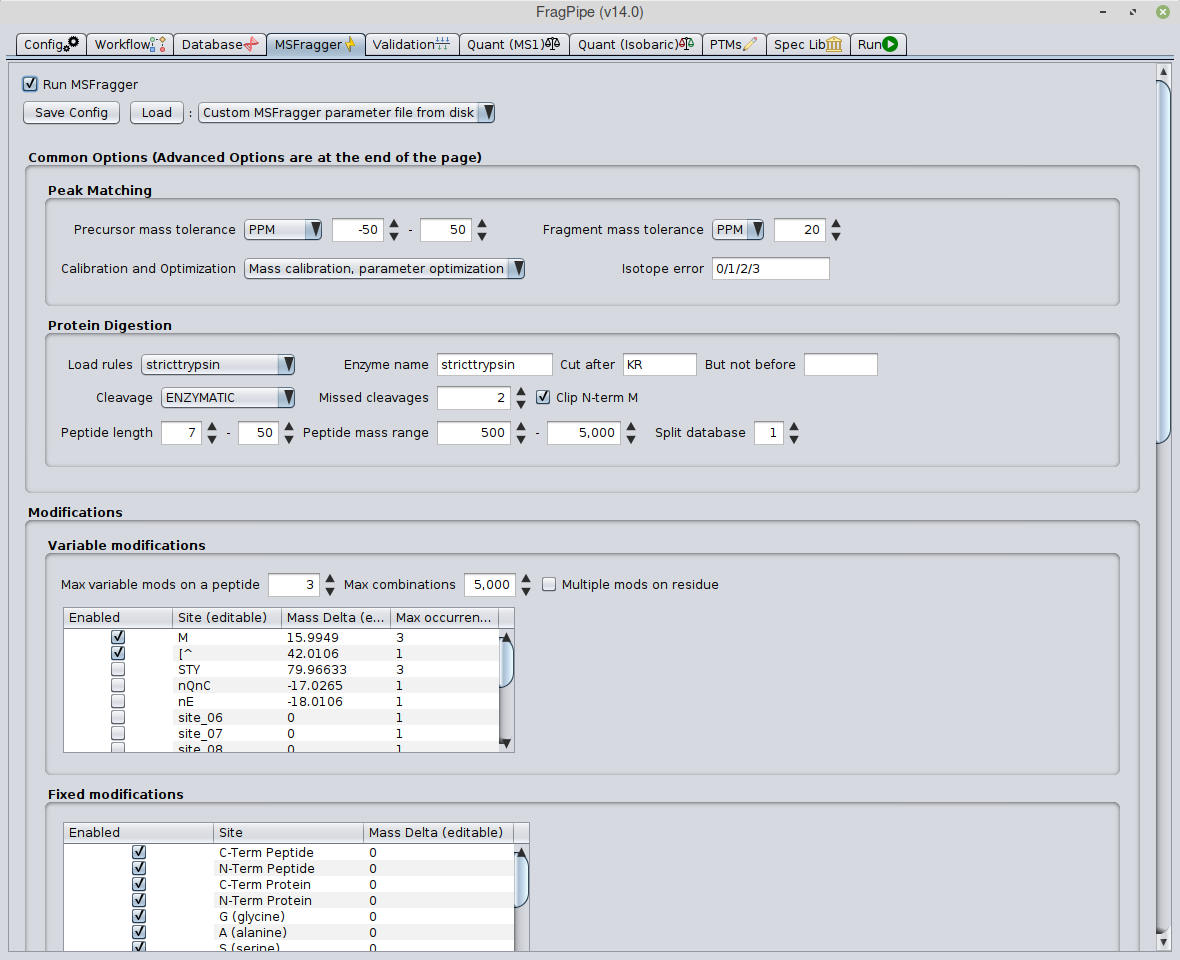 FragPipe (v14.0)
Config Workflow Database MSFragger Validation Quant (MS1) Quant (Isobaric) PTMs Spec Lib Run
Run MSFragger
Save Config Load : Custom MSFragger parameter file from disk
Common Options (Advanced Options are at the end of the page)
Peak Matching
Precursor mass tolerance PPM -50 - 50 Fragment mass tolerance PPM 20
Calibration and Optimization Mass calibration, parameter optimization Isotope error 0/1/2/3
Protein Digestion
Load rules stricttrypsin Enzyme name stricttrypsin Cut after KR But not before
Cleavage ENZYMATIC Missed cleavages 2 Clip N-term M
Peptide length 7 - 50 Peptide mass range 500 - 5,000 Split database 1
Modifications
Variable modifications
Max variable mods on a peptide 3 Max combinations 5,000 Multiple mods on residue
Enabled Site (editable) Mass Delta (e... Max occurren...
M 15.9949 3
[^ 42.0106 1
STY 79.96633 3
nQnC -17.0265 1
nE -18.0106 1
site_06 0 1
site_07 0 1
site_08 0 1
Fixed modifications
Enabled Site Mass Delta (editable)
C-Term Peptide 0
N-Term Peptide 0
C-Term Protein 0
N-Term Protein 0
G (glycine) 0
A (alanine) 0
S (serine) 0